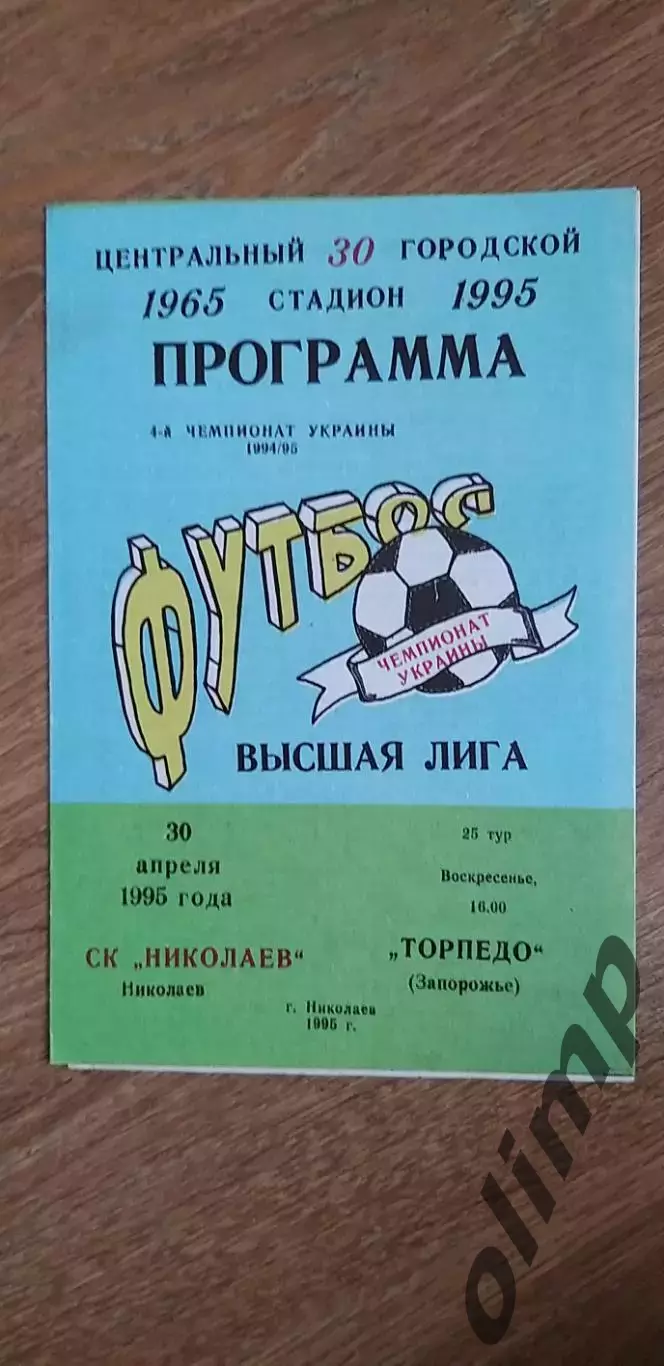 ЦЕНТРАЛЬНЫЙ 30 ГОРОДСКОЙ
1965 СТАДИОН 1995
ПРОГРАММА
4-й ЧЕМПИОНАТ УКРАИНЫ
1994/95
ФУТБОЛ
ЧЕМПИОНАТ
УКРАИНЫ
ВЫСШАЯ ЛИГА
30
апреля
1995 года
25 тур
Воскресенье,
16.00
СК „НИКОЛАЕВ“
Николаев
„ТОРПЕДО“
(Запорожье)
г. Николаев
1995 г.
olimp